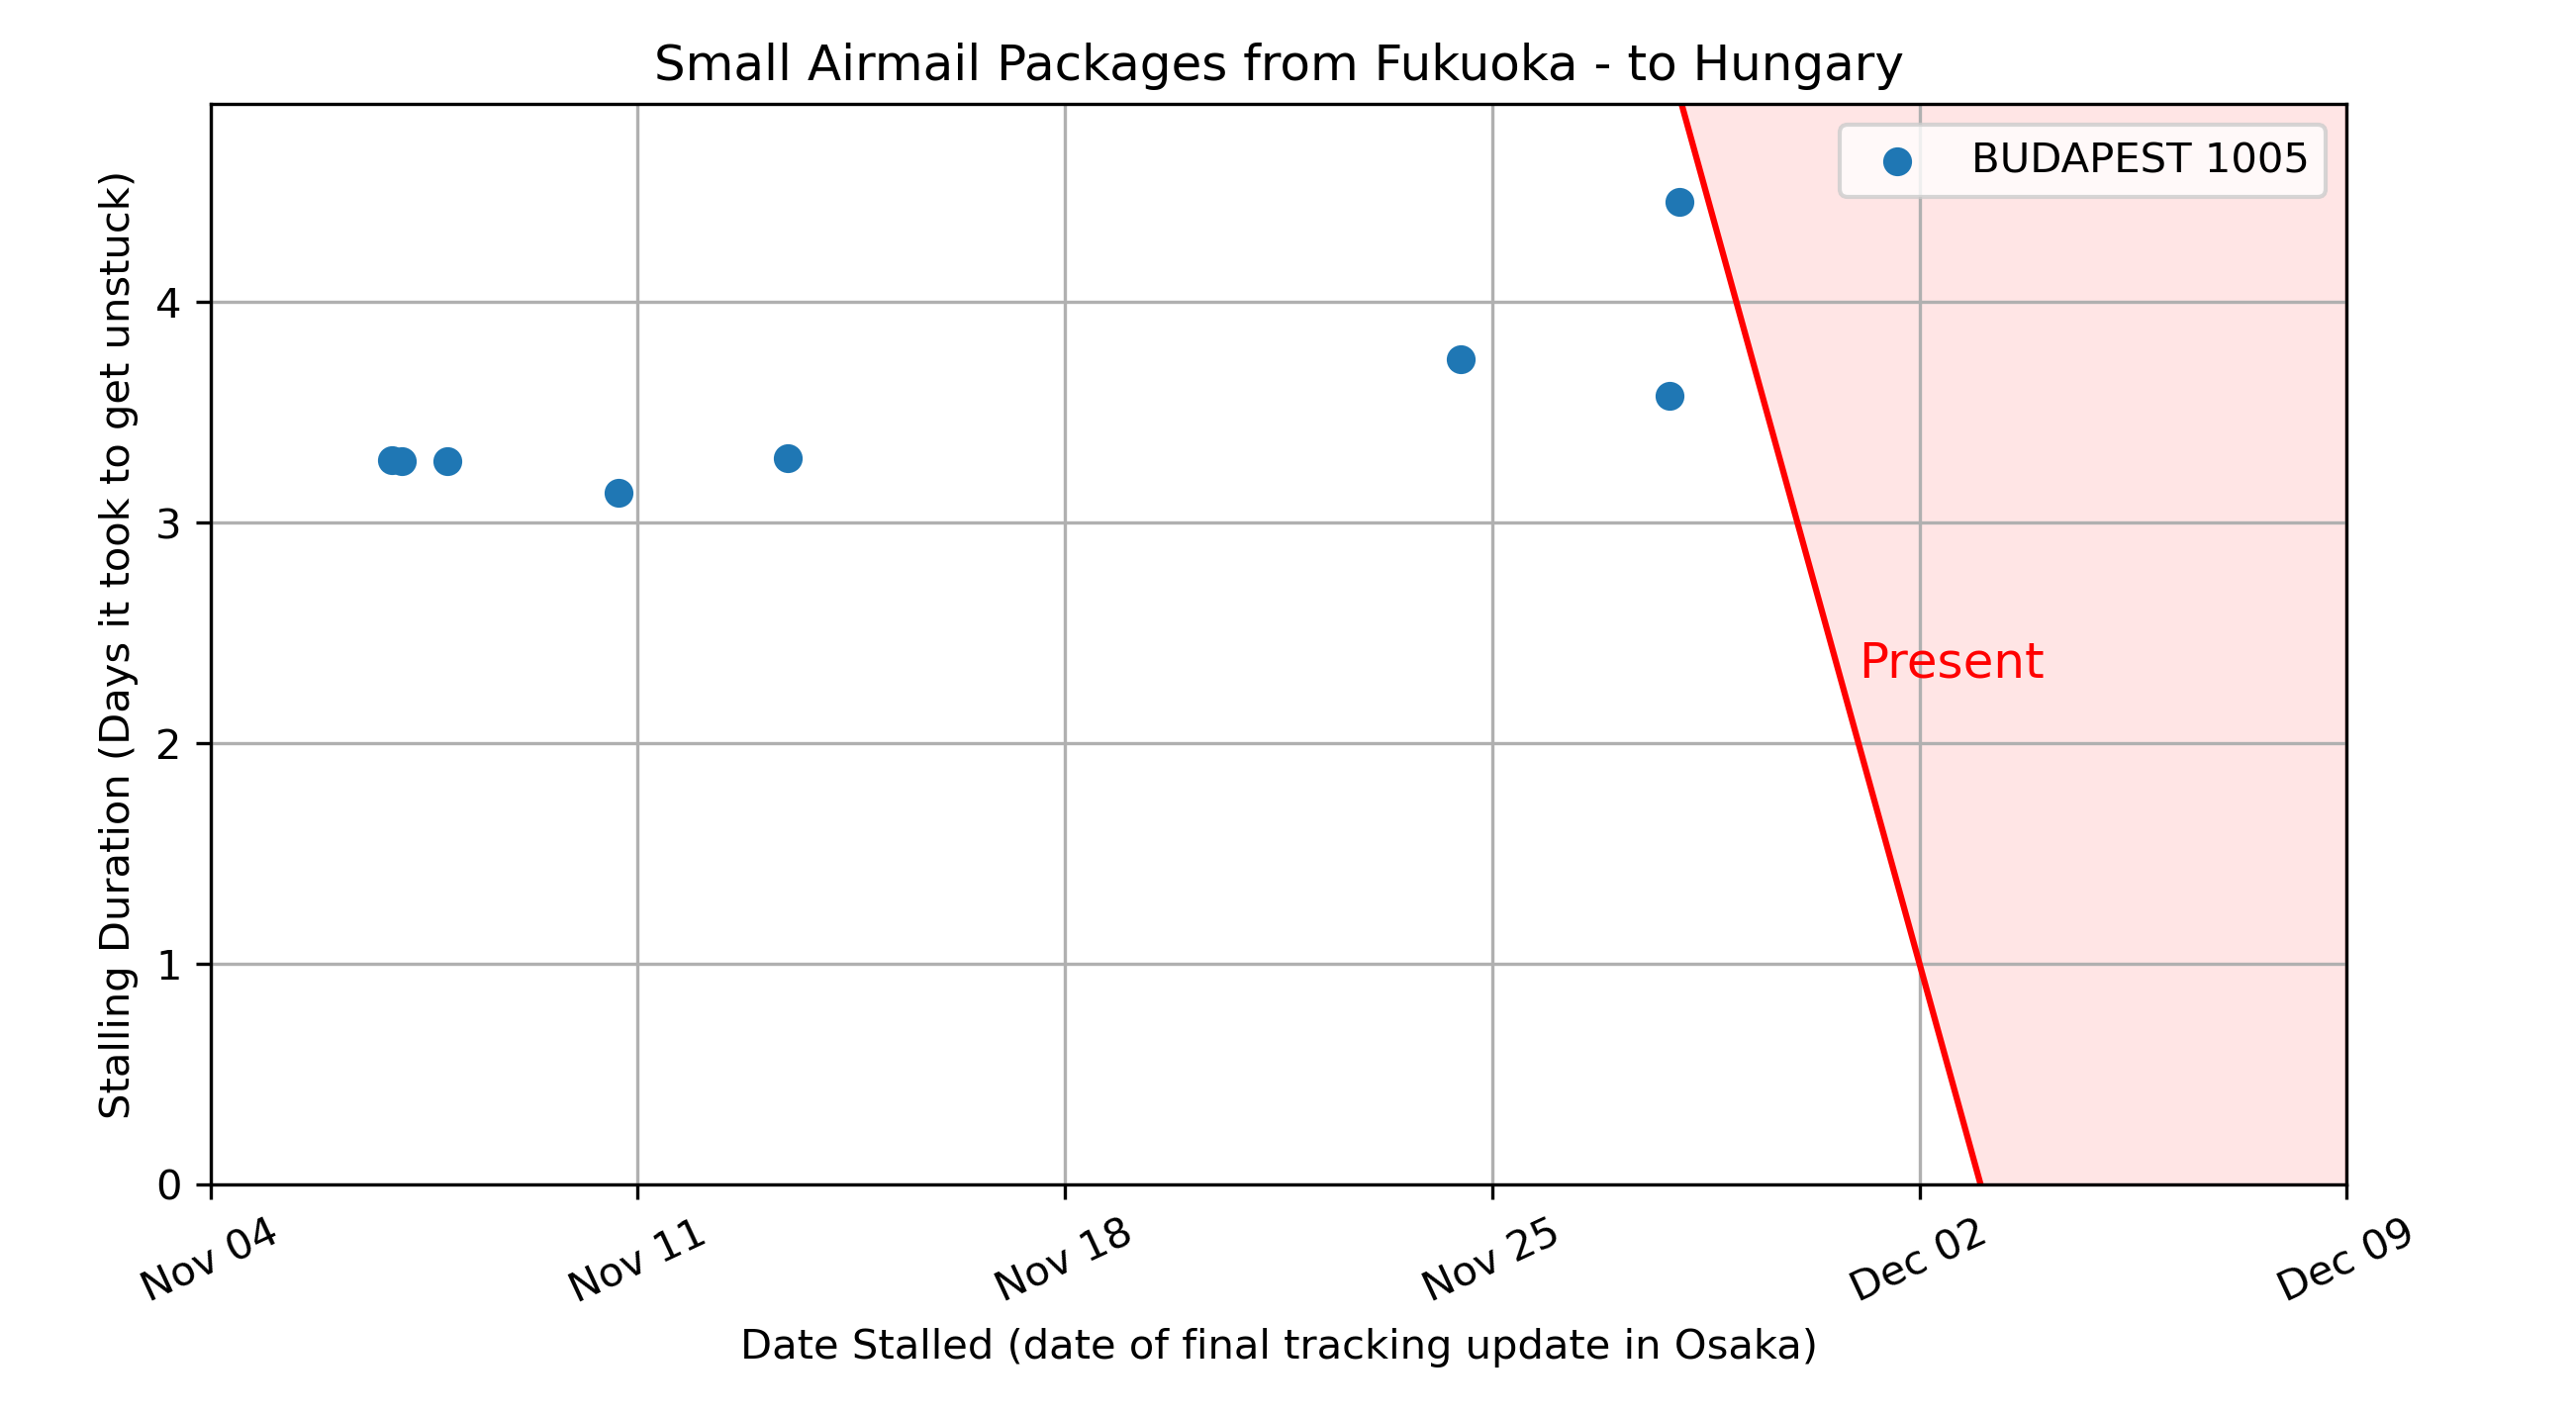 Small Airmail Packages from Fukuoka - to Hungary
BUDAPEST 1005
Present
Stalling Duration (Days it took to get unstuck)
4
3
2
1
0
Nov 04
Nov 11
Nov 18
Nov 25
Dec 02
Dec 09
Date Stalled (date of final tracking update in Osaka)